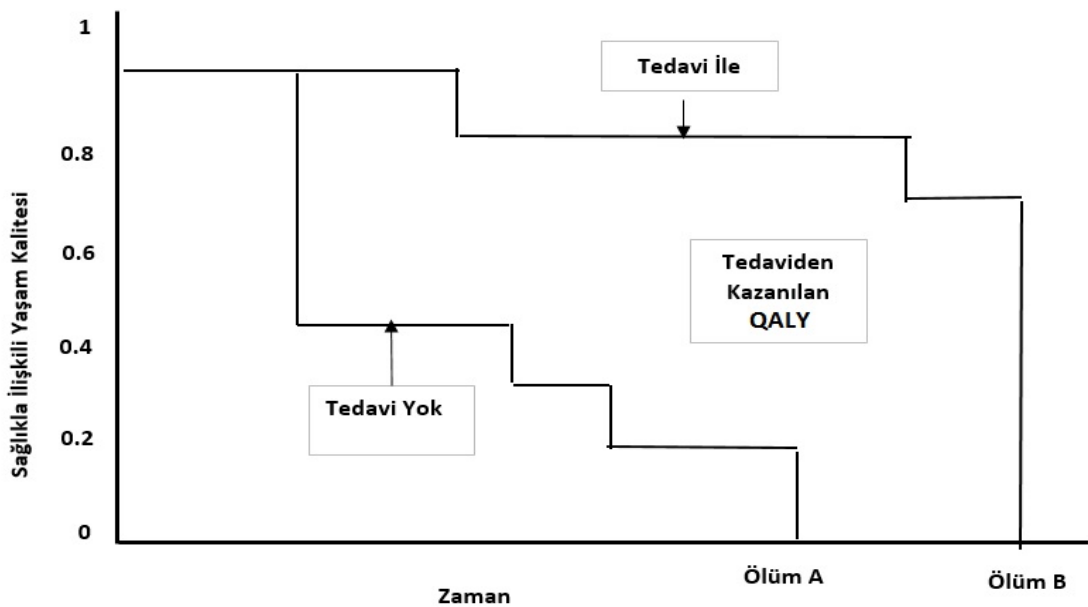 1
Tedavi İle
0.8
0.6
Tedaviden
Kazanılan
QALY
0.4
Tedavi Yok
0.2
0
Sağlıkla İlişkili Yaşam Kalitesi
Ölüm A
Ölüm B
Zaman